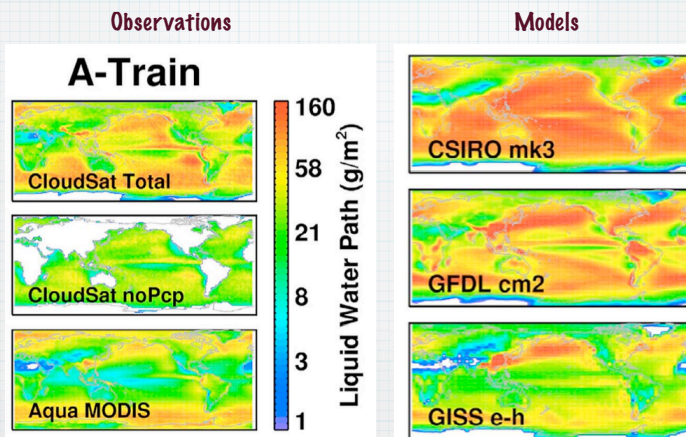 Observations
Models
A-Train
CloudSat Total
CloudSat noPcp
Aqua MODIS
160
58
21
8
3
1
Liquid Water Path (g/m²)
CSIRO mk3
GFDL cm2
GISS e-h